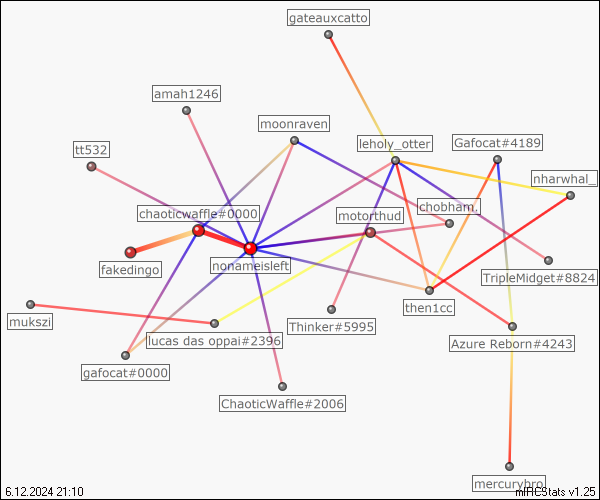 gateauxcatto
amah1246
moonraven
leholy_otter
Gafocat#4189
tt532
nharwhal_
chaoticwaffle#0000
motorthud
chobham_
fakedingo
nonameisleft
TripleMidget#8824
mukszi
then1cc
Thinker#5995
lucas das oppai#2396
Azure Reborn#4243
gafocat#0000
ChaoticWaffle#2006
mercurybro_
6.12.2024 21:10
mIRCStats v1.25